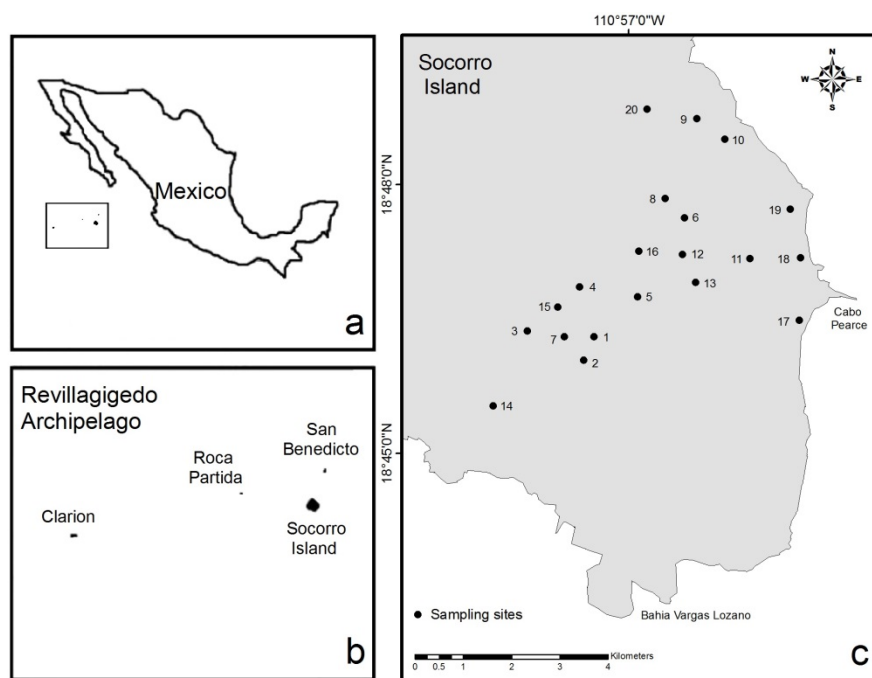 Mexico
a
Revillagigedo
Archipelago
San
Benedicto
Roca
Partida
Clarion
Socorro
Island
b
110°57'0"W
Socorro
Island
N
W E
S
18°48'0"N
18°45'0"N
20
9
10
8
6
19
16
12
11
18
13
4
5
15
Cabo
Pearce
17
3
7
1
2
14
Sampling sites
Bahia Vargas Lozano
Kilometers
0 0.5 1 2 3 4
c